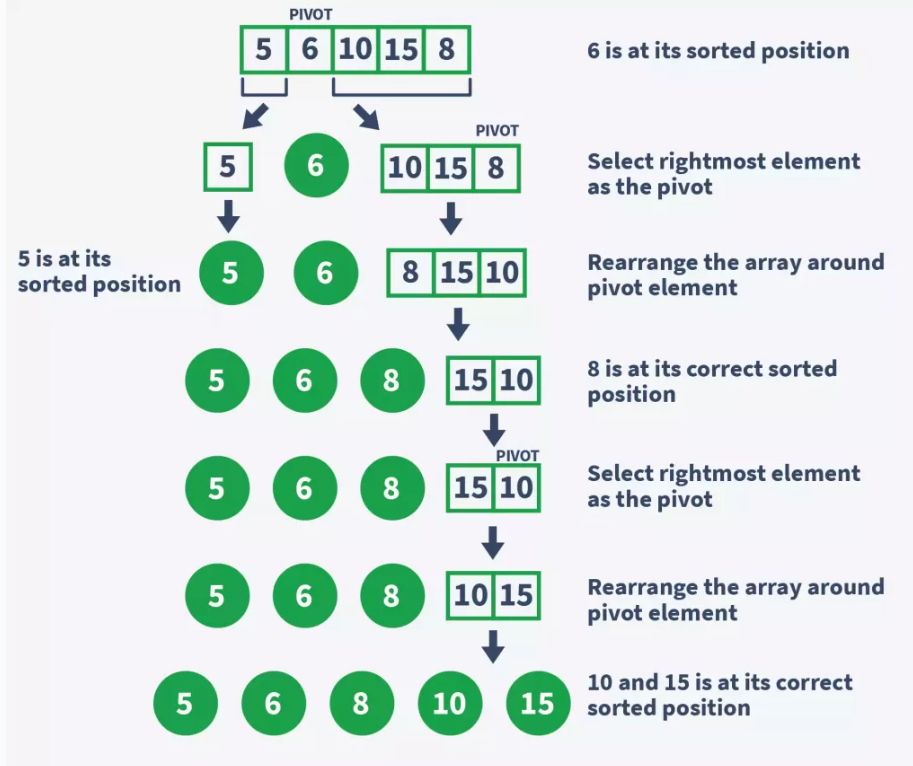 PIVOT
5 6 10 15 8
6 is at its sorted position
PIVOT
5 6 10 15 8
Select rightmost element
as the pivot
5 is at its
sorted position
5 6 8 15 10
Rearrange the array around
pivot element
5 6 8 15 10
8 is at its correct sorted
position
PIVOT
5 6 8 15 10
Select rightmost element
as the pivot
5 6 8 10 15
Rearrange the array around
pivot element
5 6 8 10 15
10 and 15 is at its correct
sorted position